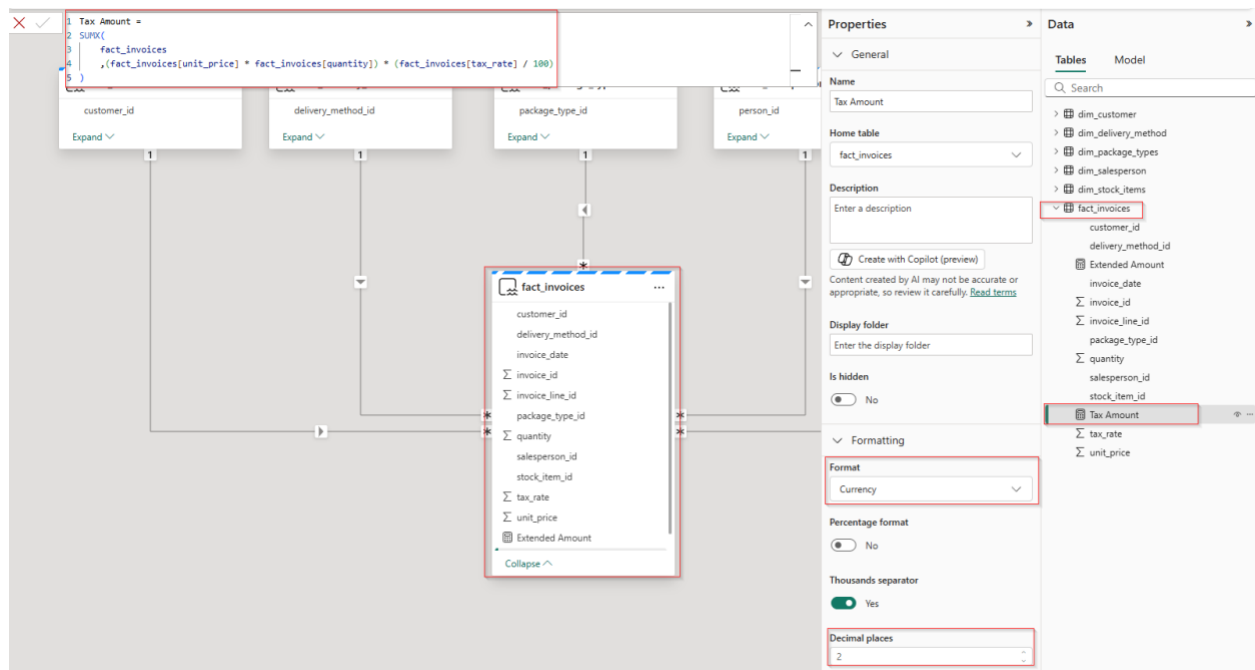 1 Tax Amount =
2 SUMX(
3 fact_invoices
4 ,(fact_invoices[unit_price] * fact_invoices[quantity]) * (fact_invoices[tax_rate] / 100)
5 )
customer_id
Expand
delivery_method_id
Expand
package_type_id
Expand
person_id
Expand
1
1
1
1
*
fact_invoices
...
customer_id
delivery_method_id
invoice_date
∑ invoice_id
∑ invoice_line_id
package_type_id
∑ quantity
salesperson_id
stock_item_id
∑ tax_rate
∑ unit_price
Extended Amount
Collapse
*
*
*
*
Properties
General
Name
Tax Amount
Home table
fact_invoices
Description
Enter a description
Create with Copilot (preview)
Content created by AI may not be accurate or
appropriate, so review it carefully. Read terms
Display folder
Enter the display folder
Is hidden
No
Formatting
Format
Currency
Percentage format
No
Thousands separator
Yes
Decimal places
2
Data
Tables Model
Search
dim_customer
dim_delivery_method
dim_package_types
dim_salesperson
dim_stock_items
fact_invoices
customer_id
delivery_method_id
Extended Amount
invoice_date
∑ invoice_id
∑ invoice_line_id
package_type_id
∑ quantity
salesperson_id
stock_item_id
Tax Amount
...
∑ tax_rate
∑ unit_price